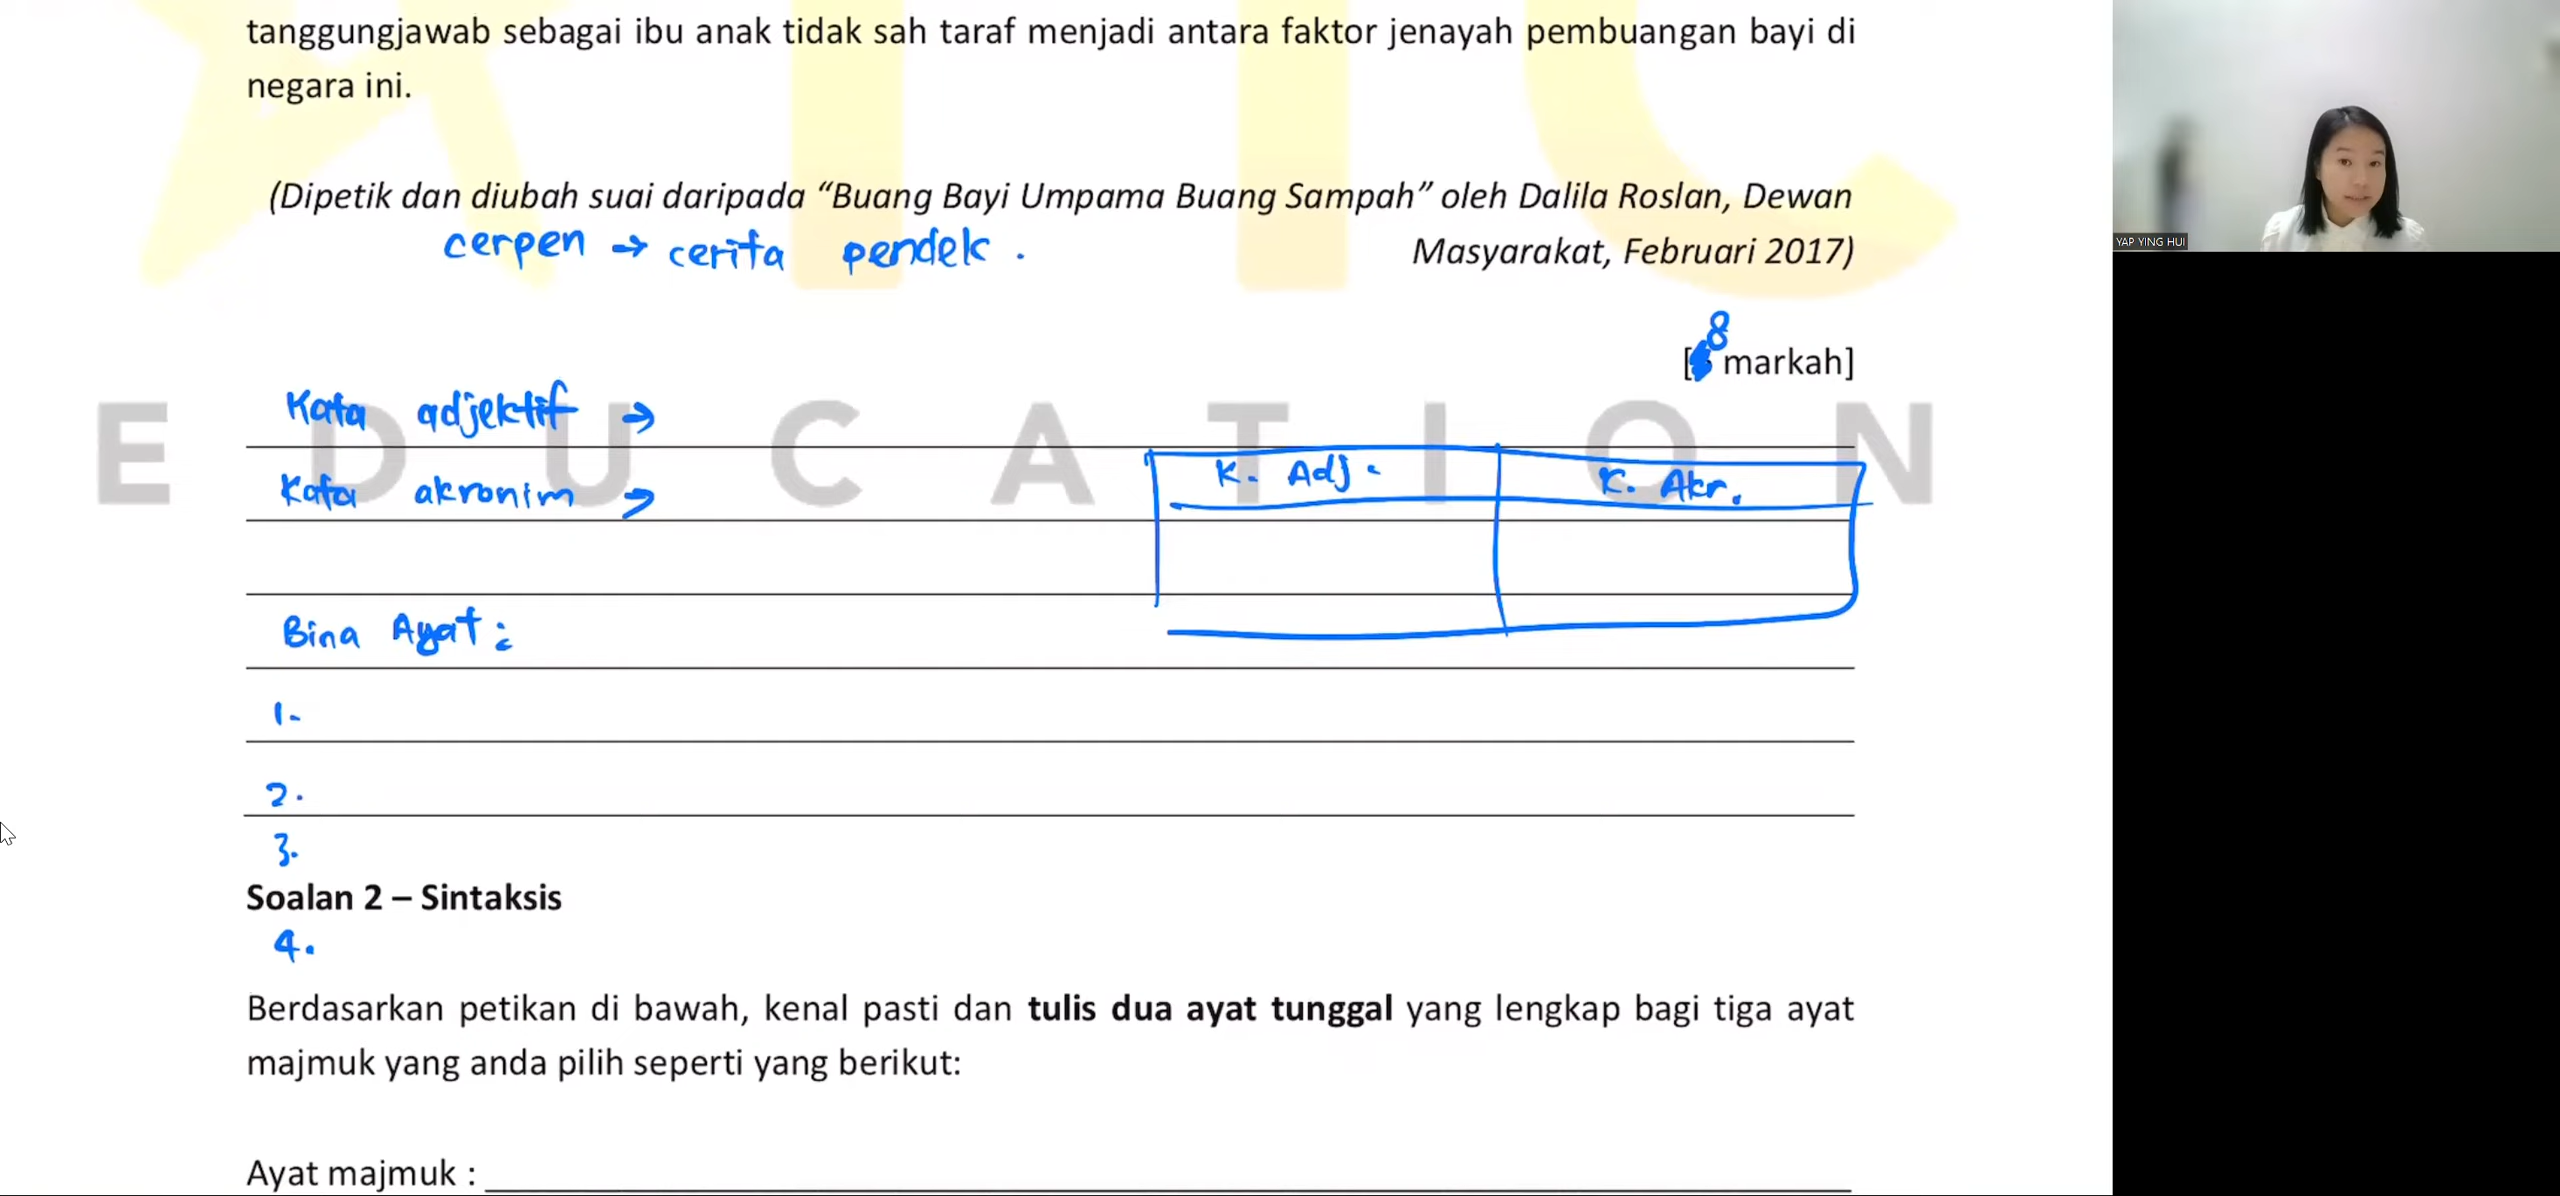 tanggungjawab sebagai ibu anak tidak sah taraf menjadi antara faktor jenayah pembuangan bayi di
negara ini.
(Dipetik dan diubah suai daripada “Buang Bayi Umpama Buang Sampah” oleh Dalila Roslan, Dewan
Masyarakat, Februari 2017)
cerpen → cerita pendek .
YAP YING HUI
8
[ markah]
Kata adjektif →
EDUCATION
Kata akronim →
K. Adj.
K. Akr.
Bina Ayat :
1.
2.
3.
Soalan 2 – Sintaksis
4.
Berdasarkan petikan di bawah, kenal pasti dan tulis dua ayat tunggal yang lengkap bagi tiga ayat
majmuk yang anda pilih seperti yang berikut:
Ayat majmuk :